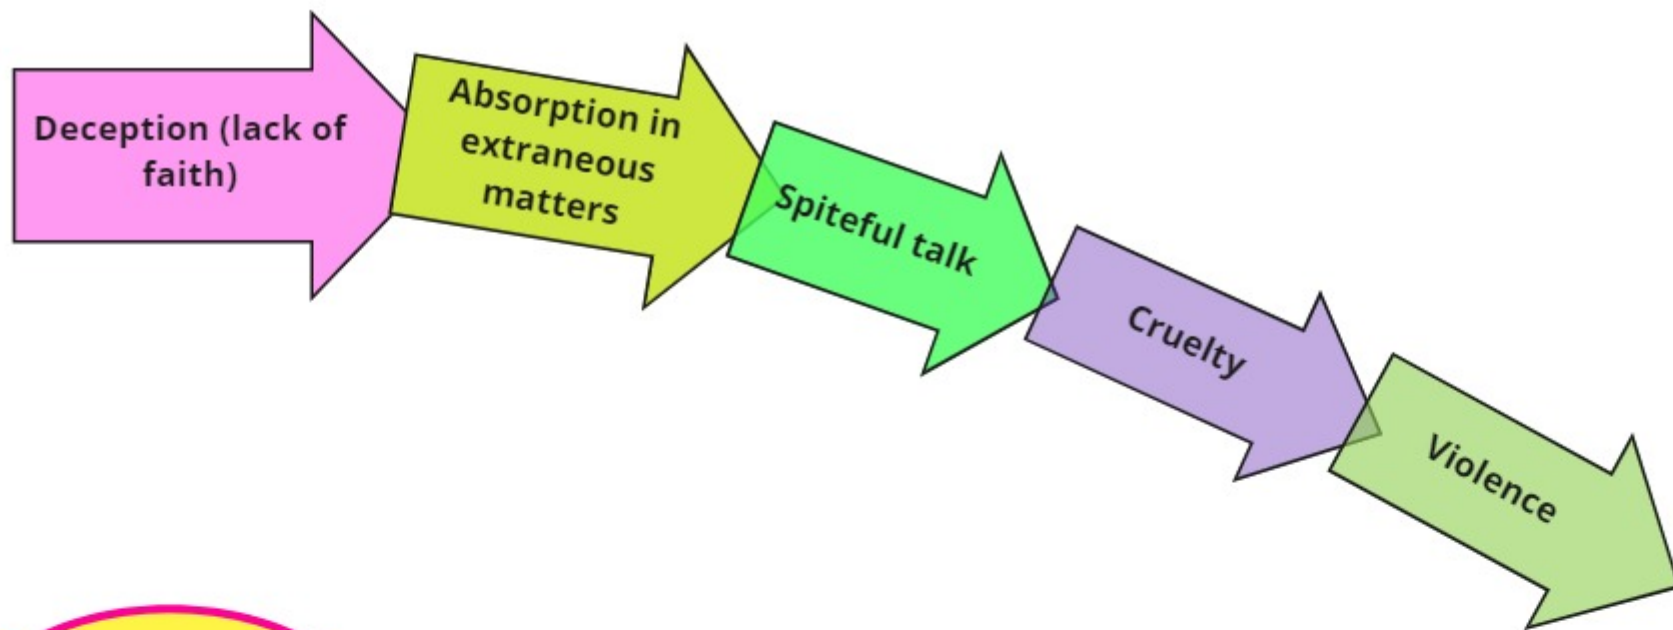 Deception (lack of
faith)
Absorption in
extraneous
matters
Spiteful talk
Cruelty
Violence